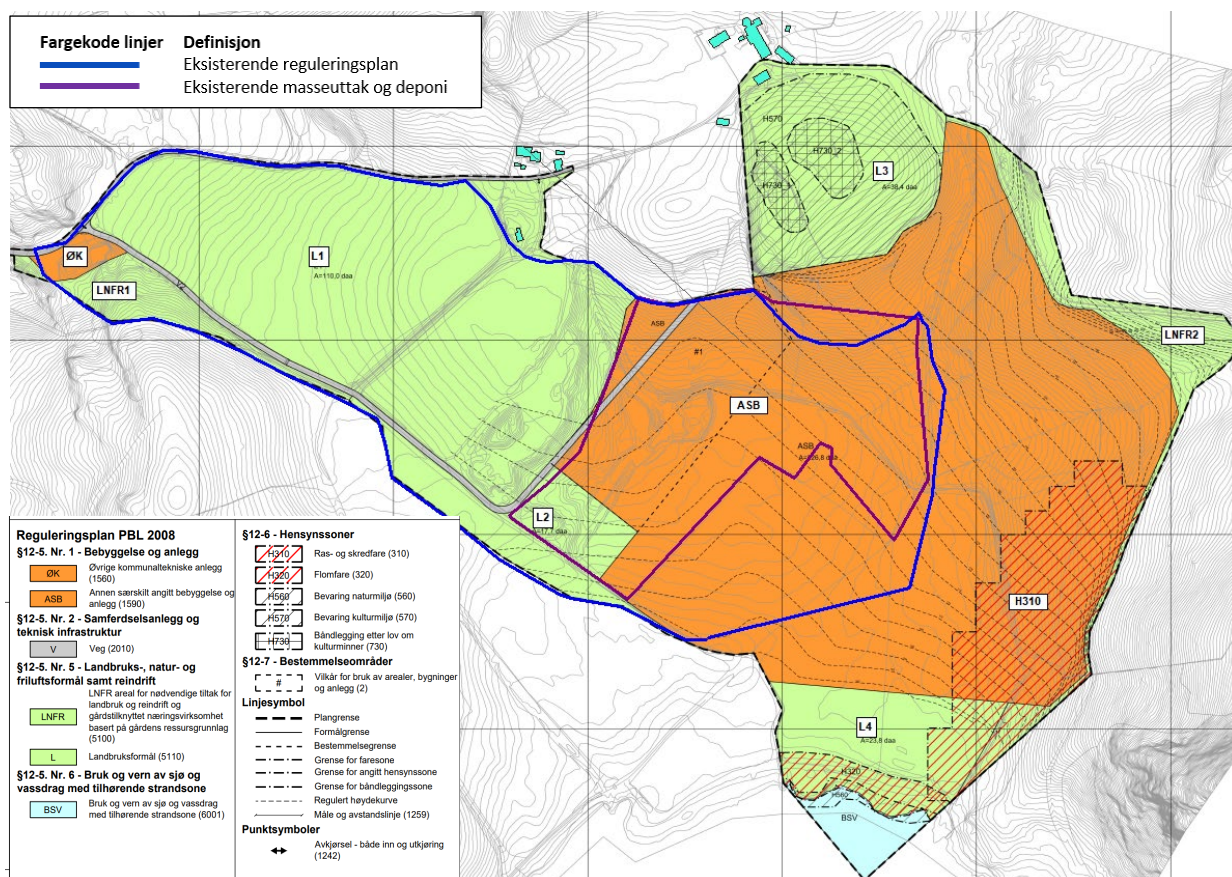 Fargekode linjer Definisjon
Eksisterende reguleringsplan
Eksisterende masseuttak og deponi
H570
H730_2
H730_1
L3
A=38,4 daa
L1
A=110,0 daa
ØK
LNFR1
V2
ASB
#1
ASB
ASB
LNFR2
L2
A=17,7 daa
H310
L4
A=23,8 daa
H320
H560
BSV
Reguleringsplan PBL 2008
§12-5. Nr. 1 - Bebyggelse og anlegg
ØK
Øvrige kommunaltekniske anlegg
(1560)
ASB
Annen særskilt angitt bebyggelse og
anlegg (1590)
§12-5. Nr. 2 - Samferdselsanlegg og
teknisk infrastruktur
V
Veg (2010)
§12-5. Nr. 5 - Landbruks-, natur- og
friluftsformål samt reindrift
LNFR
LNFR areal for nødvendige tiltak for
landbruk og reindrift og
gårdstilknyttet næringsvirksomhet
basert på gårdens ressursgrunnlag
(5100)
L
Landbruksformål (5110)
§12-5. Nr. 6 - Bruk og vern av sjø og
vassdrag med tilhørende strandsone
BSV
Bruk og vern av sjø og vassdrag
med tilhørende strandsone (6001)
§12-6 - Hensynssoner
H310
Ras- og skredfare (310)
H320
Flomfare (320)
H560
Bevaring naturmiljø (560)
H570
Bevaring kulturmiljø (570)
H730
Båndlegging etter lov om
kulturminner (730)
§12-7 - Bestemmelseområder
#
Vilkår for bruk av arealer, bygninger
og anlegg (2)
Linjesymbol
Plangrense
Formålgrense
Bestemmelsegrense
Grense for faresone
Grense for angitt hensynssone
Grense for båndleggingssone
Regulert høydekurve
Måle og avstandslinje (1259)
Punktsymboler
Avkjørsel - både inn og utkjøring
(1242)